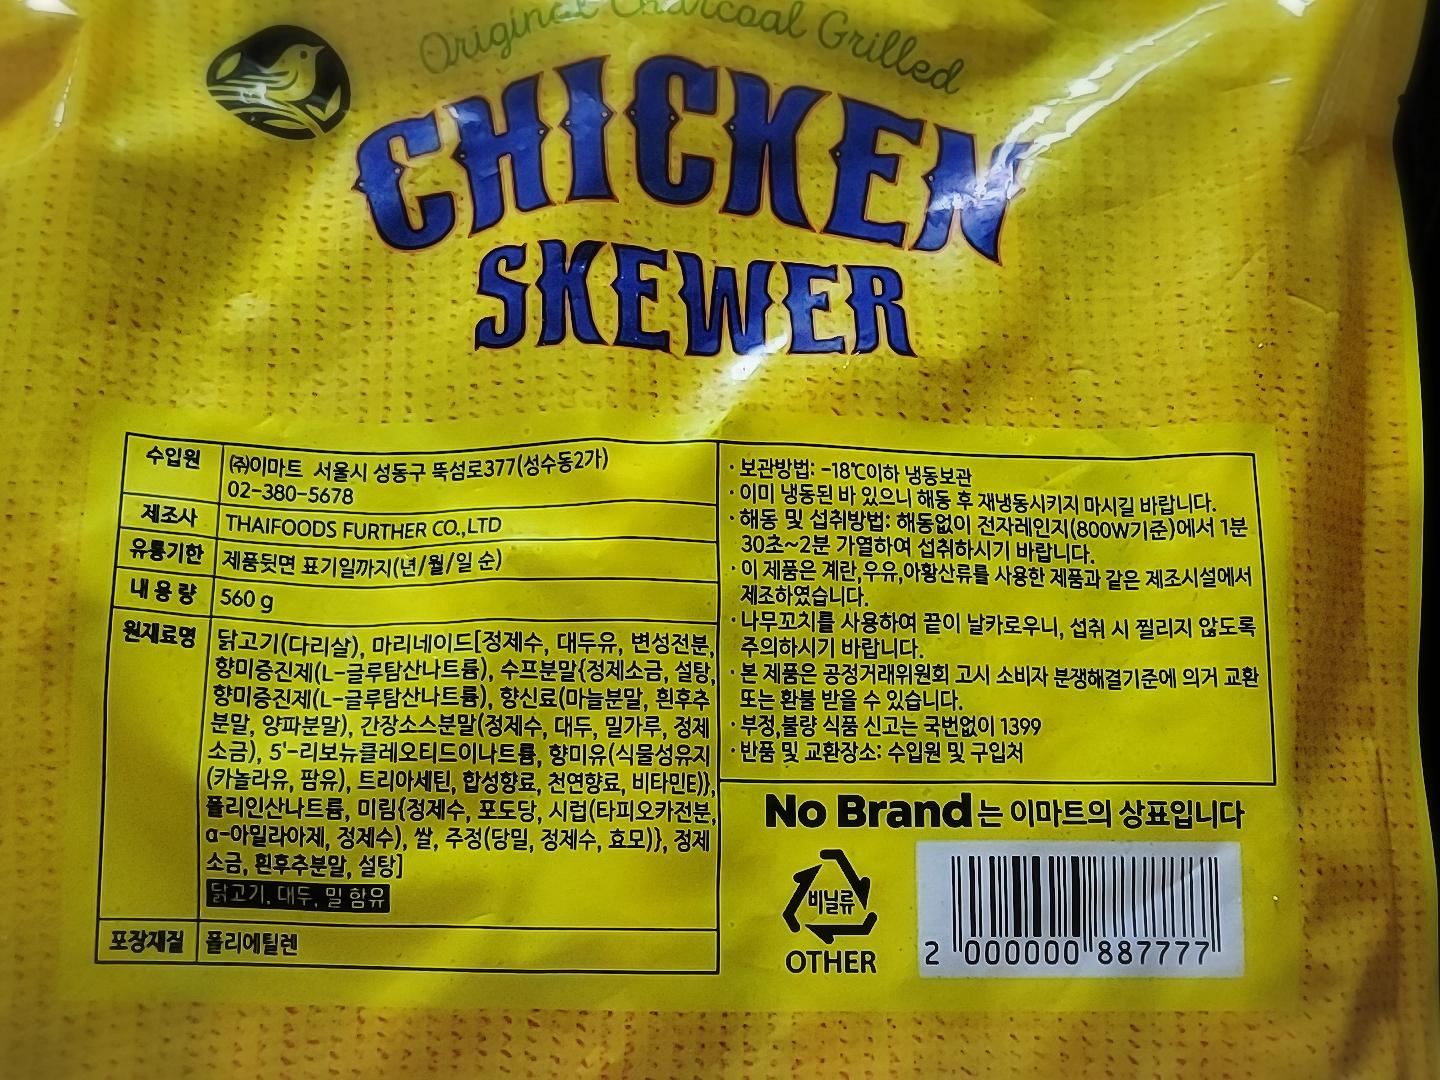 Original Charcoal Grilled
CHICKEN
SKEWER
수입원
㈜이마트 서울시 성동구 뚝섬로377(성수동2가)
02-380-5678
제조사
THAIFOODS FURTHER CO.,LTD
유통기한
제품뒷면 표기일까지(년/월/일 순)
내용량
560 g
원재료명
닭고기(다리살), 마리네이드[정제수, 대두유, 변성전분,
향미증진제(L-글루탐산나트륨), 수프분말{정제소금, 설탕,
향미증진제(L-글루탐산나트륨), 향신료(마늘분말, 흰후추
분말, 양파분말), 간장소스분말(정제수, 대두, 밀가루, 정제
소금), 5'-리보뉴클레오티드이나트륨, 향미유(식물성유지
(카놀라유, 팜유), 트리아세틴, 합성향료, 천연향료, 비타민E)},
폴리인산나트륨, 미림{정제수, 포도당, 시럽(타피오카전분,
α-아밀라아제, 정제수), 쌀, 주정(당밀, 정제수, 효모)}, 정제
소금, 흰후추분말, 설탕]
닭고기, 대두, 밀 함유
포장재질
폴리에틸렌
· 보관방법: -18℃이하 냉동보관
· 이미 냉동된 바 있으니 해동 후 재냉동시키지 마시길 바랍니다.
· 해동 및 섭취방법: 해동없이 전자레인지(800W기준)에서 1분
30초~2분 가열하여 섭취하시기 바랍니다.
· 이 제품은 계란,우유,아황산류를 사용한 제품과 같은 제조시설에서
제조하였습니다.
· 나무꼬치를 사용하여 끝이 날카로우니, 섭취 시 찔리지 않도록
주의하시기 바랍니다.
· 본 제품은 공정거래위원회 고시 소비자 분쟁해결기준에 의거 교환
또는 환불 받을 수 있습니다.
· 부정,불량 식품 신고는 국번없이 1399
· 반품 및 교환장소: 수입원 및 구입처
No Brand는 이마트의 상표입니다
비닐류
OTHER
2 000000 887777